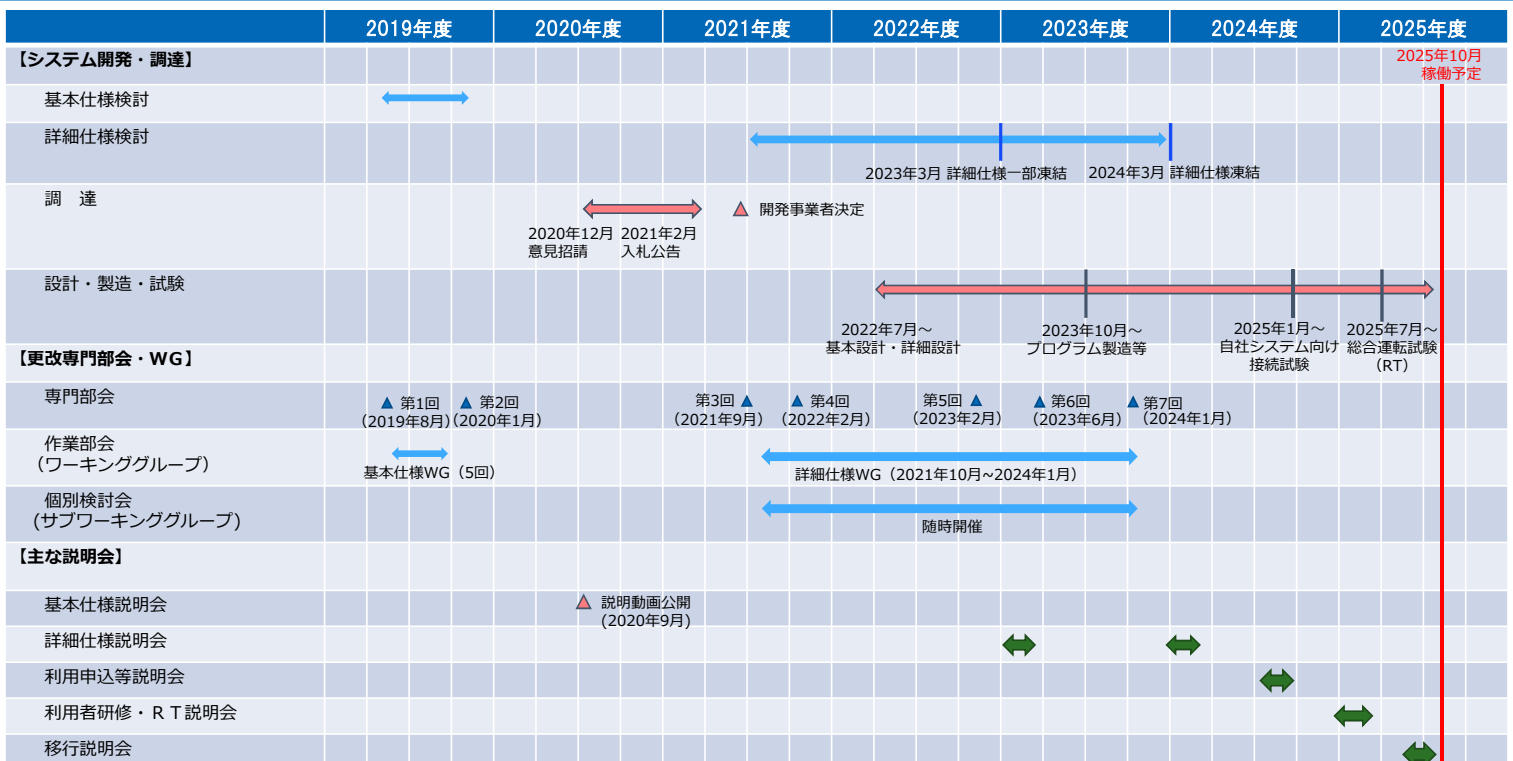 2019年度 2020年度 2021年度 2022年度 2023年度 2024年度 2025年度
【システム開発・調達】
2025年10月
稼働予定
基本仕様検討
詳細仕様検討
2023年3月 詳細仕様一部凍結 2024年3月 詳細仕様凍結
調　達
開発事業者決定
2020年12月 2021年2月
意見招請 入札公告
設計・製造・試験
2022年7月～ 2023年10月～ 2025年1月～ 2025年7月～
基本設計・詳細設計 プログラム製造等 自社システム向け 総合運転試験
接続試験 （RT）
【更改専門部会・WG】
専門部会
第1回 第2回 第3回 第4回 第5回 第6回 第7回
（2019年8月） （2020年1月） （2021年9月） （2022年2月） （2023年2月） （2023年6月） （2024年1月）
作業部会
（ワーキンググループ）
基本仕様WG（5回） 詳細仕様WG（2021年10月~2024年1月）
個別検討会
(サブワーキンググループ)
随時開催
【主な説明会】
基本仕様説明会
説明動画公開
(2020年9月)
詳細仕様説明会
利用申込等説明会
利用者研修・ＲＴ説明会
移行説明会